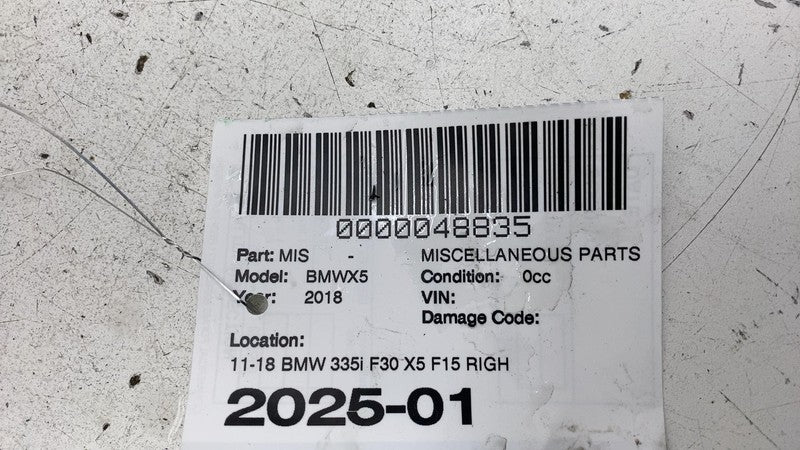 0000048835
Part: MIS - MISCELLANEOUS PARTS
Model: BMWX5 Condition: 0cc
Year: 2018 VIN:
Damage Code:
Location:
11-18 BMW 335i F30 X5 F15 RIGH
2025-01